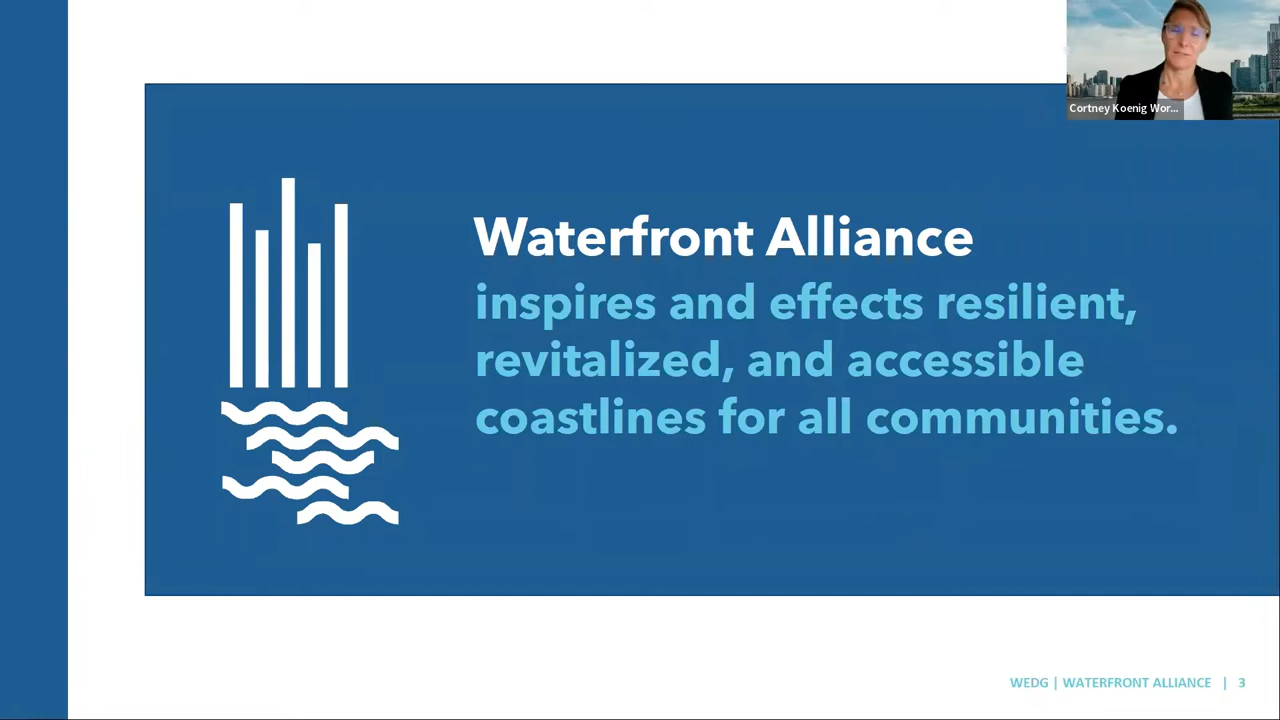 Cortney Koenig Wor...
Waterfront Alliance
inspires and effects resilient,
revitalized, and accessible
coastlines for all communities.
WEDG | WATERFRONT ALLIANCE | 3